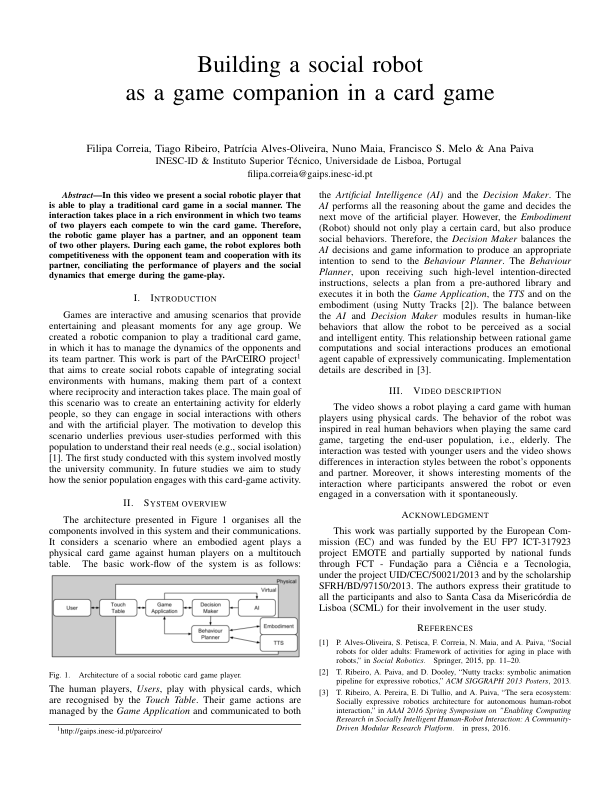 Building a social robot
as a game companion in a card game
Filipa Correia, Tiago Ribeiro, Patrícia Alves-Oliveira, Nuno Maia, Francisco S. Melo & Ana Paiva
INESC-ID & Instituto Superior Técnico, Universidade de Lisboa, Portugal
filipa.correia@gaips.inesc-id.pt
Abstract—In this video we present a social robotic player that
is able to play a traditional card game in a social manner. The
interaction takes place in a rich environment in which two teams
of two players each compete to win the card game. Therefore,
the robotic game player has a partner, and an opponent team
of two other players. During each game, the robot explores both
competitiveness with the opponent team and cooperation with its
partner, conciliating the performance of players and the social
dynamics that emerge during the game-play.
I. Introduction
Games are interactive and amusing scenarios that provide
entertaining and pleasant moments for any age group. We
created a robotic companion to play a traditional card game,
in which it has to manage the dynamics of the opponents and
its team partner. This work is part of the PArCEIRO project1
that aims to create social robots capable of integrating social
environments with humans, making them part of a context
where reciprocity and interaction takes place. The main goal of
this scenario was to create an entertaining activity for elderly
people, so they can engage in social interactions with others
and with the artificial player. The motivation to develop this
scenario underlies previous user-studies performed with this
population to understand their real needs (e.g., social isolation)
[1]. The first study conducted with this system involved mostly
the university community. In future studies we aim to study
how the senior population engages with this card-game activity.
II. System overview
The architecture presented in Figure 1 organises all the
components involved in this system and their communications.
It considers a scenario where an embodied agent plays a
physical card game against human players on a multitouch
table. The basic work-flow of the system is as follows:
Physical
Virtual
User
Touch
Table
Game
Application
Decision
Maker
AI
Behaviour
Planner
Embodiment
TTS
Fig. 1. Architecture of a social robotic card game player.
The human players, Users, play with physical cards, which
are recognised by the Touch Table. Their game actions are
managed by the Game Application and communicated to both
1http://gaips.inesc-id.pt/parceiro/
the Artificial Intelligence (AI) and the Decision Maker. The
AI performs all the reasoning about the game and decides the
next move of the artificial player. However, the Embodiment
(Robot) should not only play a certain card, but also produce
social behaviors. Therefore, the Decision Maker balances the
AI decisions and game information to produce an appropriate
intention to send to the Behaviour Planner. The Behaviour
Planner, upon receiving such high-level intention-directed
instructions, selects a plan from a pre-authored library and
executes it in both the Game Application, the TTS and on the
embodiment (using Nutty Tracks [2]). The balance between
the AI and Decision Maker modules results in human-like
behaviors that allow the robot to be perceived as a social
and intelligent entity. This relationship between rational game
computations and social interactions produces an emotional
agent capable of expressively communicating. Implementation
details are described in [3].
III. Video description
The video shows a robot playing a card game with human
players using physical cards. The behavior of the robot was
inspired in real human behaviors when playing the same card
game, targeting the end-user population, i.e., elderly. The
interaction was tested with younger users and the video shows
differences in interaction styles between the robot's opponents
and partner. Moreover, it shows interesting moments of the
interaction where participants answered the robot or even
engaged in a conversation with it spontaneously.
Acknowledgment
This work was partially supported by the European Com-
mission (EC) and was funded by the EU FP7 ICT-317923
project EMOTE and partially supported by national funds
through FCT - Fundação para a Ciência e a Tecnologia,
under the project UID/CEC/50021/2013 and by the scholarship
SFRH/BD/97150/2013. The authors express their gratitude to
all the participants and also to Santa Casa da Misericórdia de
Lisboa (SCML) for their involvement in the user study.
References
[1] P. Alves-Oliveira, S. Petisca, F. Correia, N. Maia, and A. Paiva, “Social
robots for older adults: Framework of activities for aging in place with
robots,” in Social Robotics. Springer, 2015, pp. 11–20.
[2] T. Ribeiro, A. Paiva, and D. Dooley, “Nutty tracks: symbolic animation
pipeline for expressive robotics,” ACM SIGGRAPH 2013 Posters, 2013.
[3] T. Ribeiro, A. Pereira, E. Di Tullio, and A. Paiva, “The sera ecosystem:
Socially expressive robotics architecture for autonomous human-robot
interaction,” in AAAI 2016 Spring Symposium on “Enabling Computing
Research in Socially Intelligent Human-Robot Interaction: A Community-
Driven Modular Research Platform. in press, 2016.